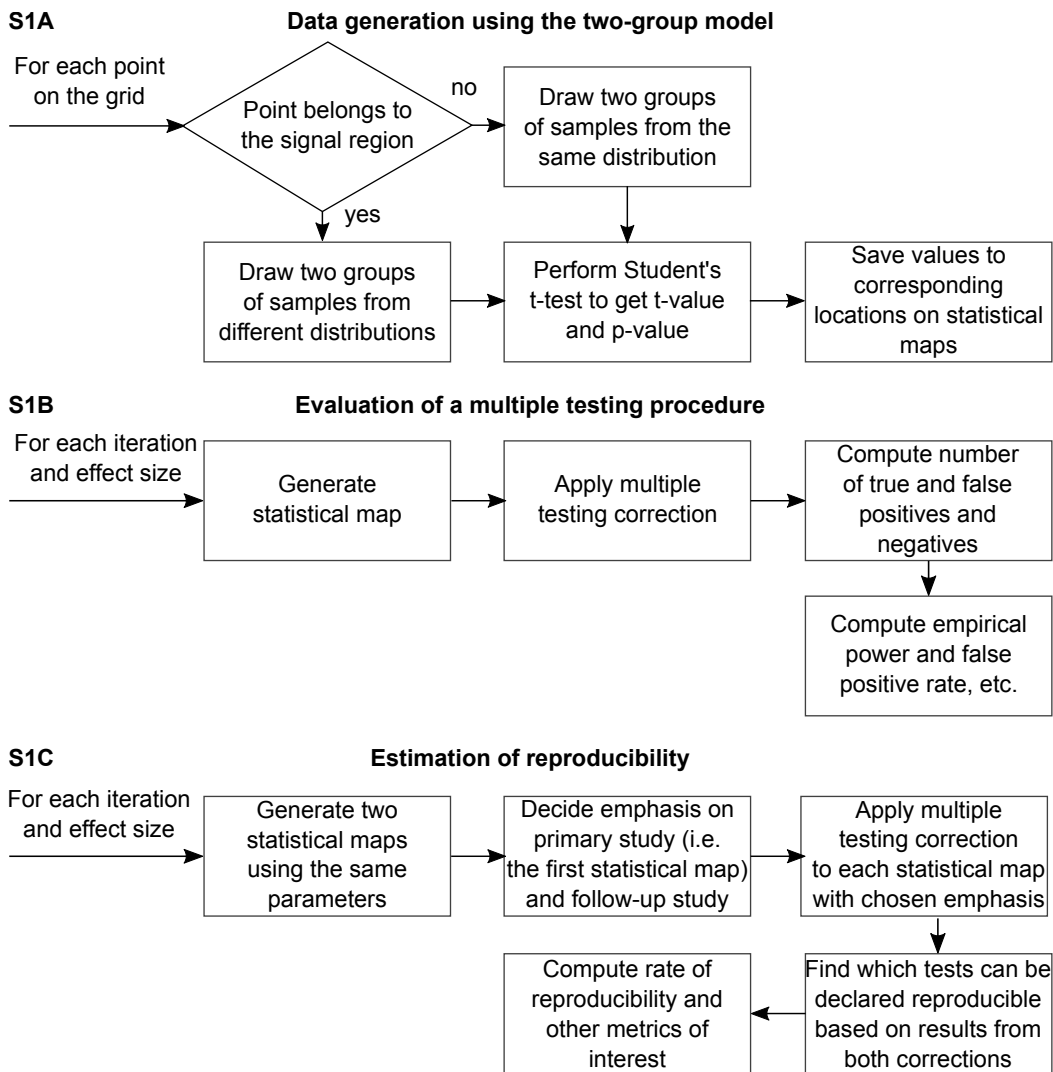 S1A
Data generation using the two-group model
For each point
on the grid
Point belongs to
the signal region
no
yes
Draw two groups
of samples from the
same distribution
Draw two groups
of samples from
different distributions
Perform Student's
t-test to get t-value
and p-value
Save values to
corresponding
locations on statistical
maps
S1B
Evaluation of a multiple testing procedure
For each iteration
and effect size
Generate
statistical map
Apply multiple
testing correction
Compute number
of true and false
positives and
negatives
Compute empirical
power and false
positive rate, etc.
S1C
Estimation of reproducibility
For each iteration
and effect size
Generate two
statistical maps
using the same
parameters
Decide emphasis on
primary study (i.e.
the first statistical map)
and follow-up study
Apply multiple
testing correction
to each statistical map
with chosen emphasis
Find which tests can be
declared reproducible
based on results from
both corrections
Compute rate of
reproducibility and
other metrics of
interest